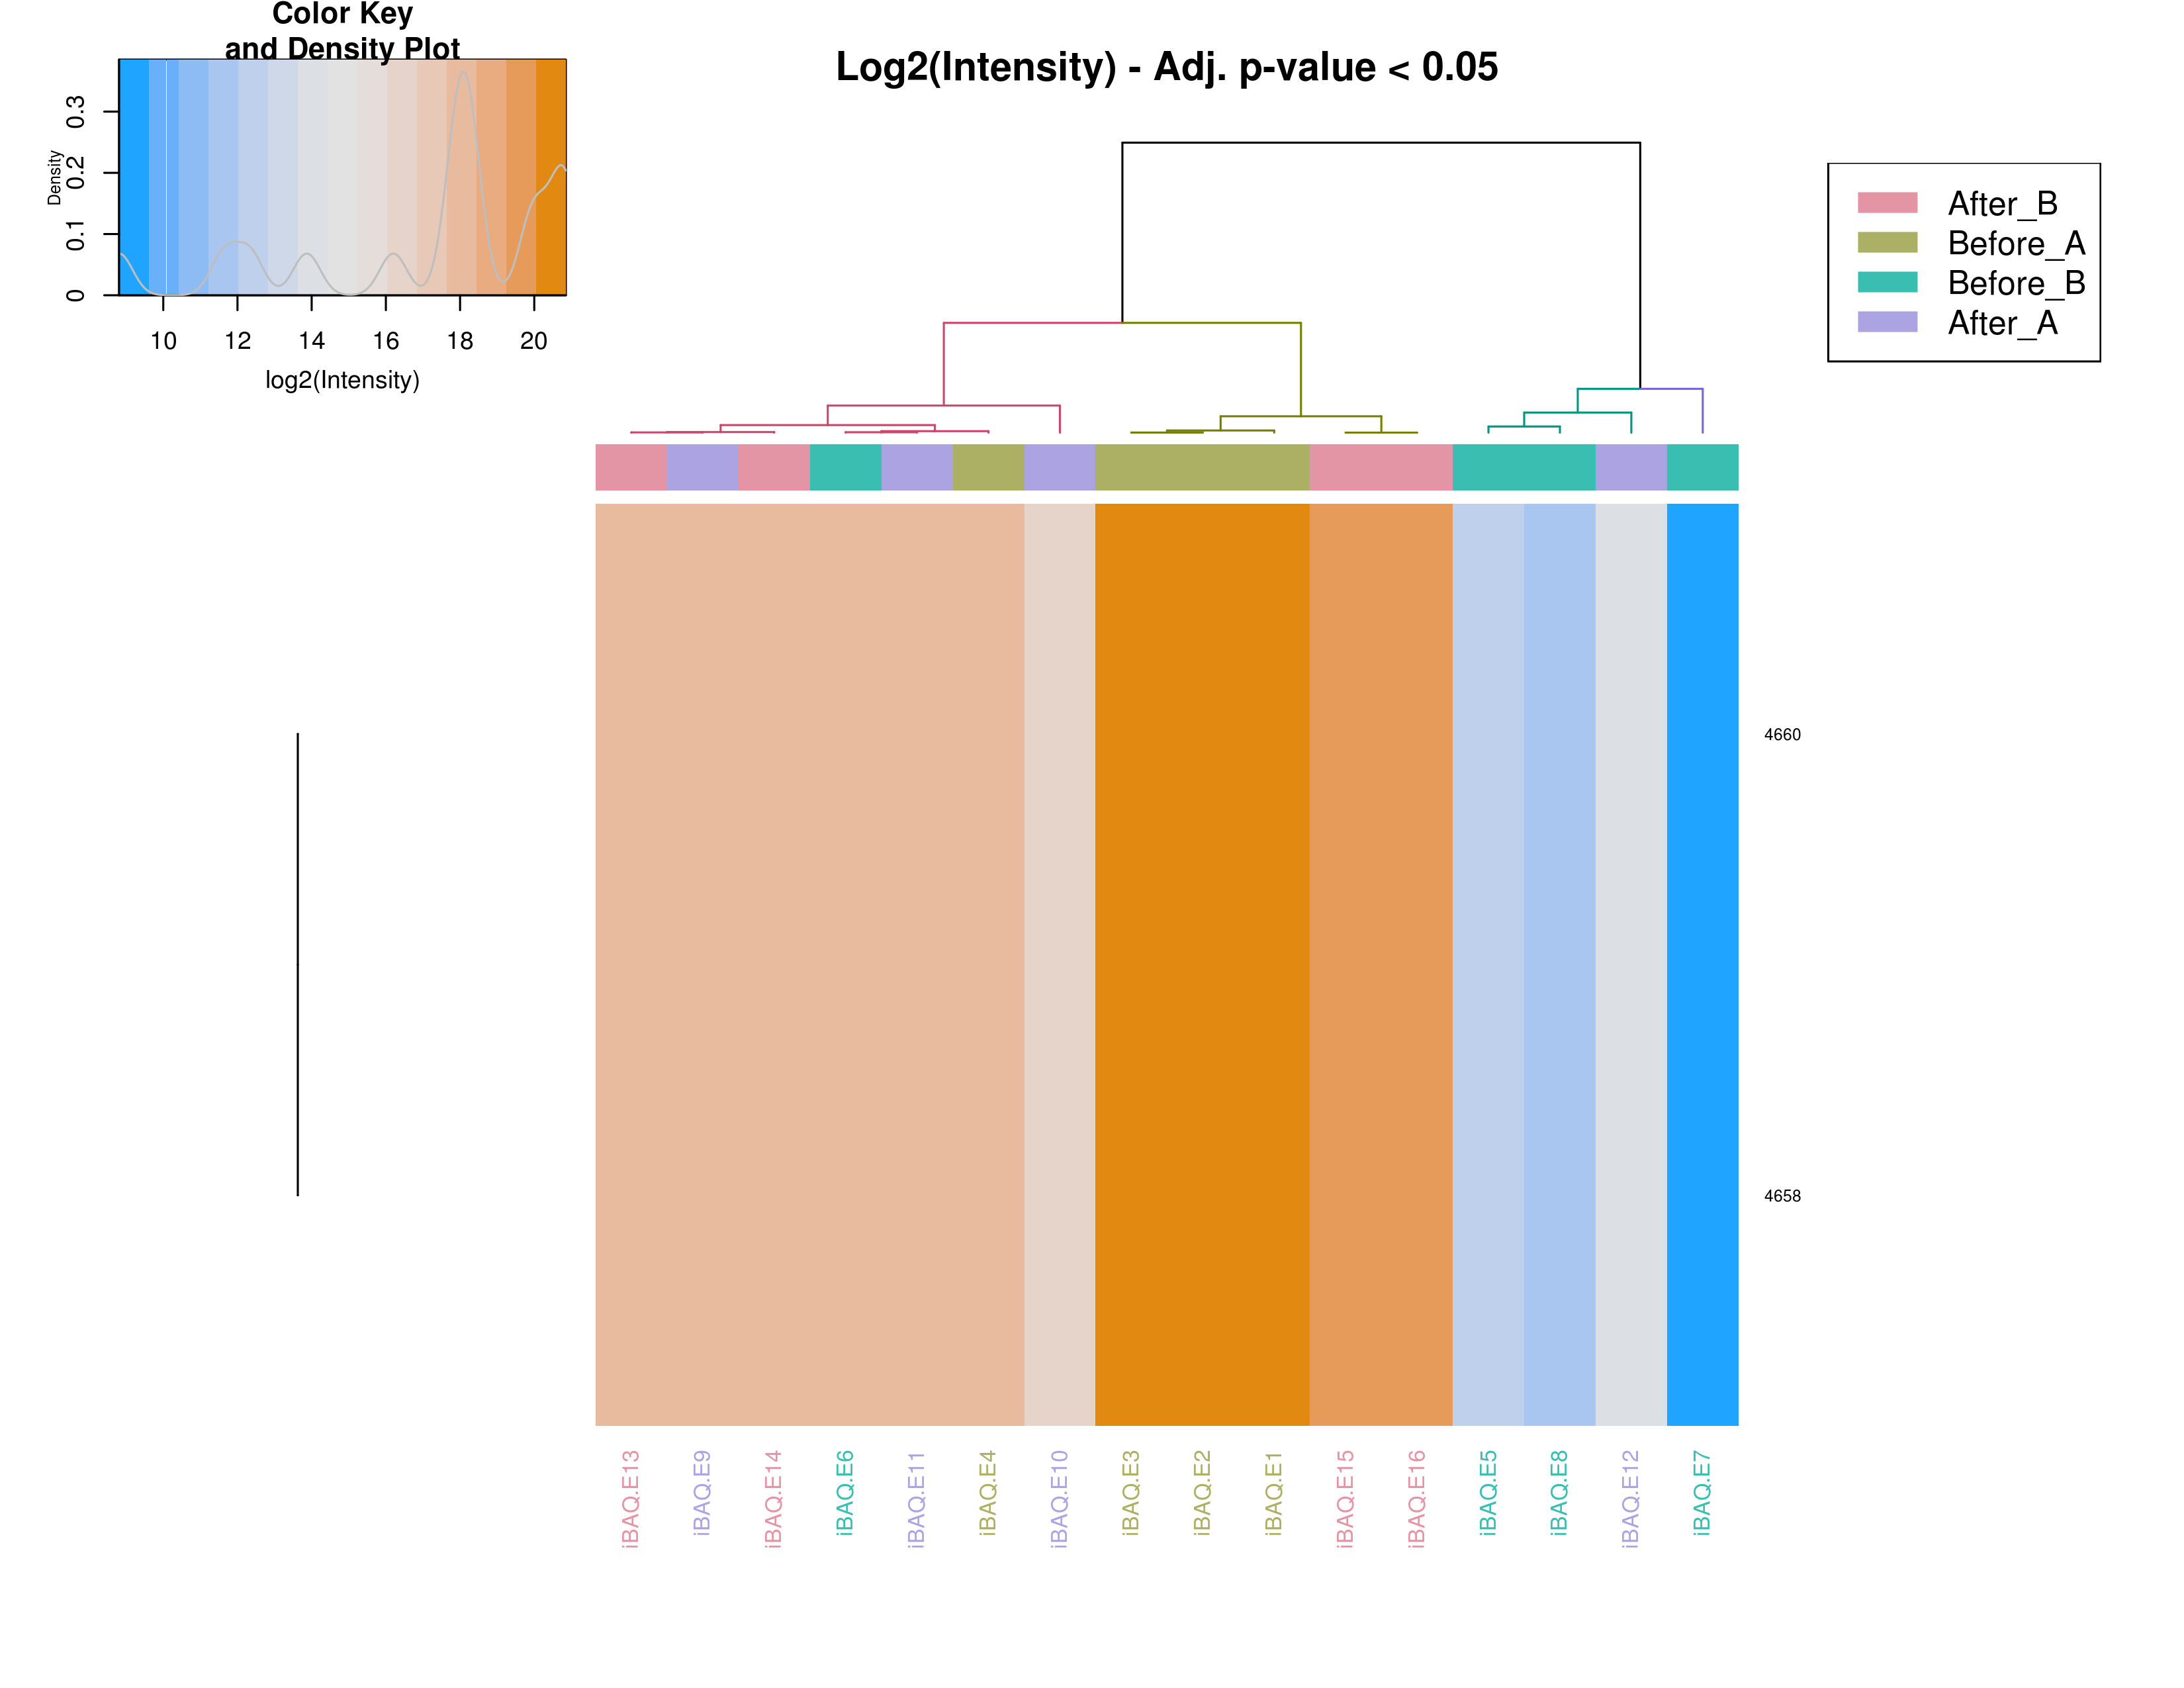 Color Key
and Density Plot
Log2(Intensity) - Adj. p-value < 0.05
Density
0 0.1 0.2 0.3
10 12 14 16 18 20
log2(Intensity)
After_B
Before_A
Before_B
After_A
4660
4658
iBAQ.E13
iBAQ.E9
iBAQ.E14
iBAQ.E6
iBAQ.E11
iBAQ.E4
iBAQ.E10
iBAQ.E3
iBAQ.E2
iBAQ.E1
iBAQ.E15
iBAQ.E16
iBAQ.E5
iBAQ.E8
iBAQ.E12
iBAQ.E7